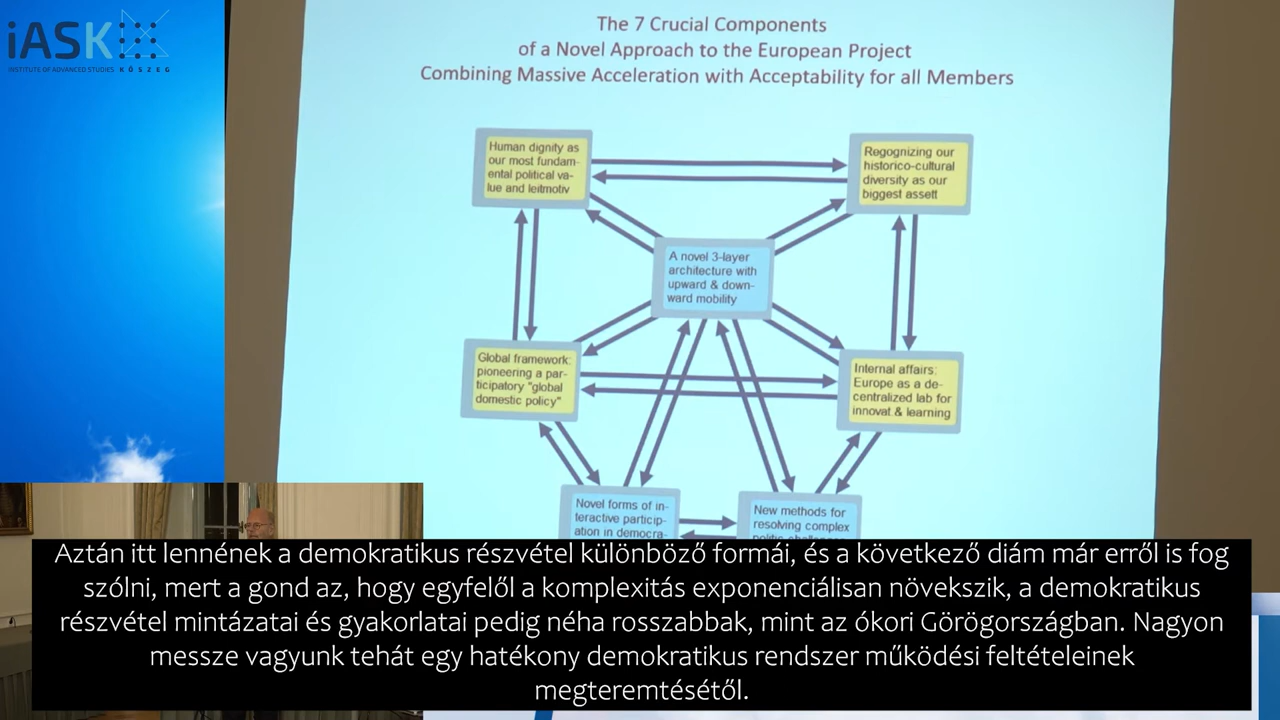 iASK
INSTITUTE OF ADVANCED STUDIES KŐSZEG
The 7 Crucial Components
of a Novel Approach to the European Project
Combining Massive Acceleration with Acceptability for all Members
Human dignity as
our most fundam-
ental political va-
lue and leitmotiv
Regognizing our
historico-cultural
diversity as our
biggest assett
A novel 3-layer
architecture with
upward & down-
ward mobility
Global framework:
pioneering a par-
ticipatory "global
domestic policy"
Internal affairs:
Europe as a de-
centralized lab for
innovat & learning
Novel forms of in-
teractive particip-
ation in democra-
New methods for
resolving complex
Aztán itt lennének a demokratikus részvétel különböző formái, és a következő diám már erről is fog
szólni, mert a gond az, hogy egyfelől a komplexitás exponenciálisan növekszik, a demokratikus
részvétel mintázatai és gyakorlatai pedig néha rosszabbak, mint az ókori Görögországban. Nagyon
messze vagyunk tehát egy hatékony demokratikus rendszer működési feltételeinek
megteremtésétől.